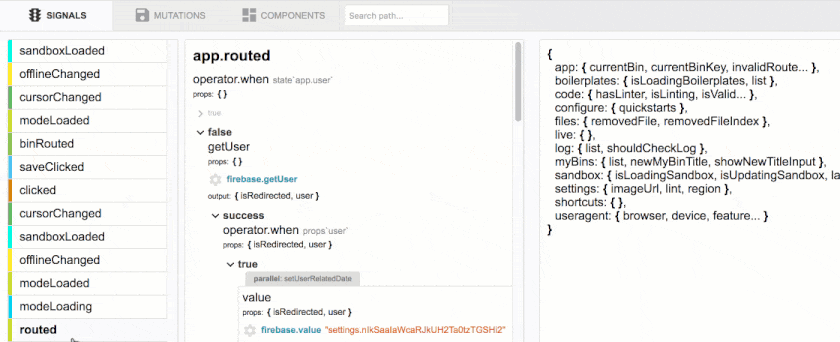 SIGNALS
MUTATIONS
COMPONENTS
Search path...
sandboxLoaded
offlineChanged
cursorChanged
modeLoaded
binRouted
saveClicked
clicked
cursorChanged
sandboxLoaded
offlineChanged
modeLoaded
modeLoading
routed
app.routed
operator.when state`app.user`
props: { }
true
false
getUser
props: { }
firebase.getUser
output: { isRedirected, user }
success
operator.when props`user`
props: { isRedirected, user }
true
parallel: setUserRelatedDate
value
props: { isRedirected, user }
firebase.value "settings.nIkSaaIaWcaRJkUH2Ta0tzTGSHi2"
{
app: { currentBin, currentBinKey, invalidRoute... },
boilerplates: { isLoadingBoilerplates, list },
code: { hasLinter, isLinting, isValid... },
configure: { quickstarts },
files: { removedFile, removedFileIndex },
live: { },
log: { list, shouldCheckLog },
myBins: { list, newMyBinTitle, showNewTitleInput },
sandbox: { isLoadingSandbox, isUpdatingSandbox, la
settings: { imageUrl, lint, region },
shortcuts: { },
useragent: { browser, device, feature... }
}